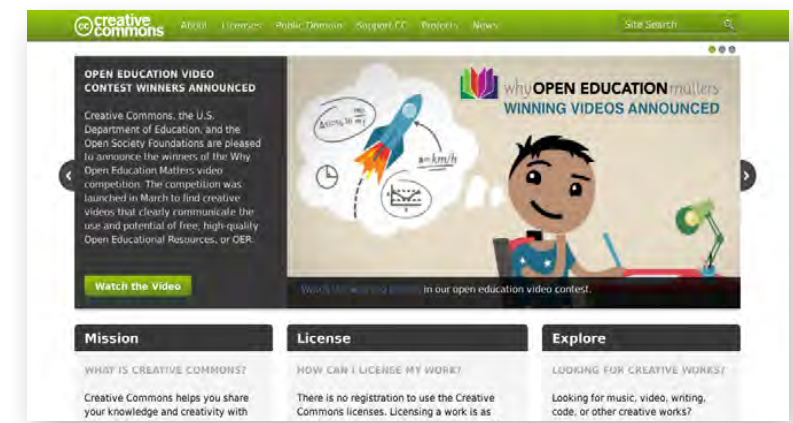 creative commons
About Licenses Public Domain Support CC Projects News
Site Search
OPEN EDUCATION VIDEO
CONTEST WINNERS ANNOUNCED
Creative Commons, the U.S.
Department of Education, and the
Open Society Foundations are pleased
to announce the winners of the Why
Open Education Matters video
competition. The competition was
launched in March to find creative
videos that clearly communicate the
use and potential of free, high-quality
Open Educational Resources, or OER.
Watch the Video
why OPEN EDUCATION matters
WINNING VIDEOS ANNOUNCED
a=km/h
in our open education video contest.
Mission
WHAT IS CREATIVE COMMONS?
Creative Commons helps you share
your knowledge and creativity with
License
HOW CAN I LICENSE MY WORK?
There is no registration to use the Creative
Commons licenses. Licensing a work is as
Explore
LOOKING FOR CREATIVE WORKS?
Looking for music, video, writing,
code, or other creative works?